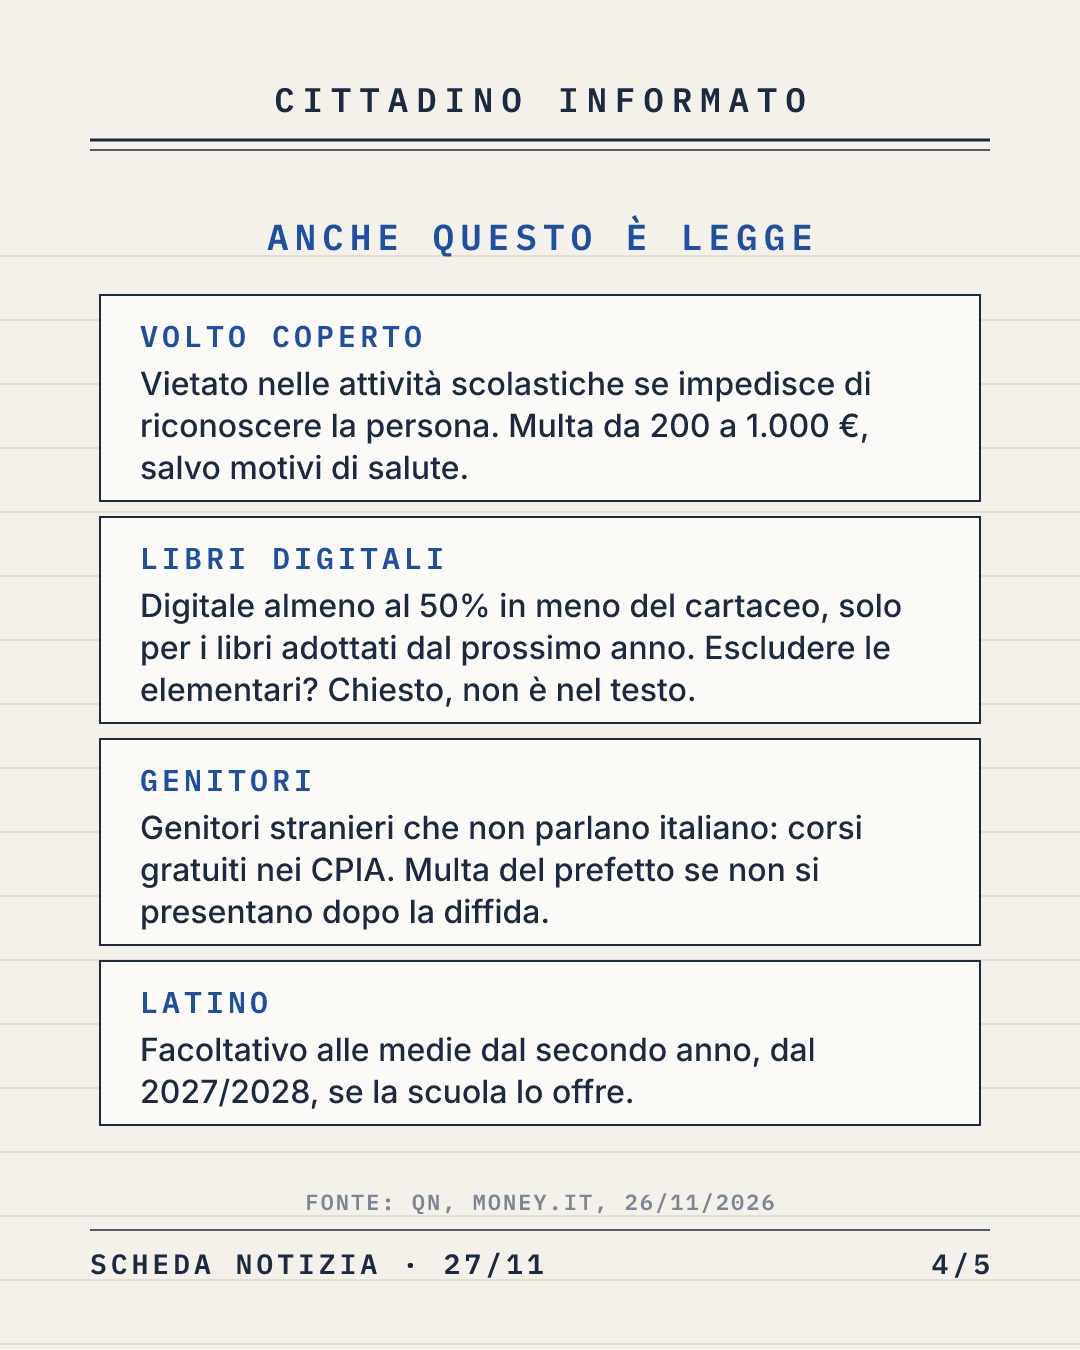 CITTADINO INFORMATO
ANCHE QUESTO È LEGGE
VOLTO COPERTO
Vietato nelle attività scolastiche se impedisce di
riconoscere la persona. Multa da 200 a 1.000 €,
salvo motivi di salute.
LIBRI DIGITALI
Digitale almeno al 50% in meno del cartaceo, solo
per i libri adottati dal prossimo anno. Escludere le
elementari? Chiesto, non è nel testo.
GENITORI
Genitori stranieri che non parlano italiano: corsi
gratuiti nei CPIA. Multa del prefetto se non si
presentano dopo la diffida.
LATINO
Facoltativo alle medie dal secondo anno, dal
2027/2028, se la scuola lo offre.
FONTE: QN, MONEY.IT, 26/11/2026
SCHEDA NOTIZIA · 27/11
4/5